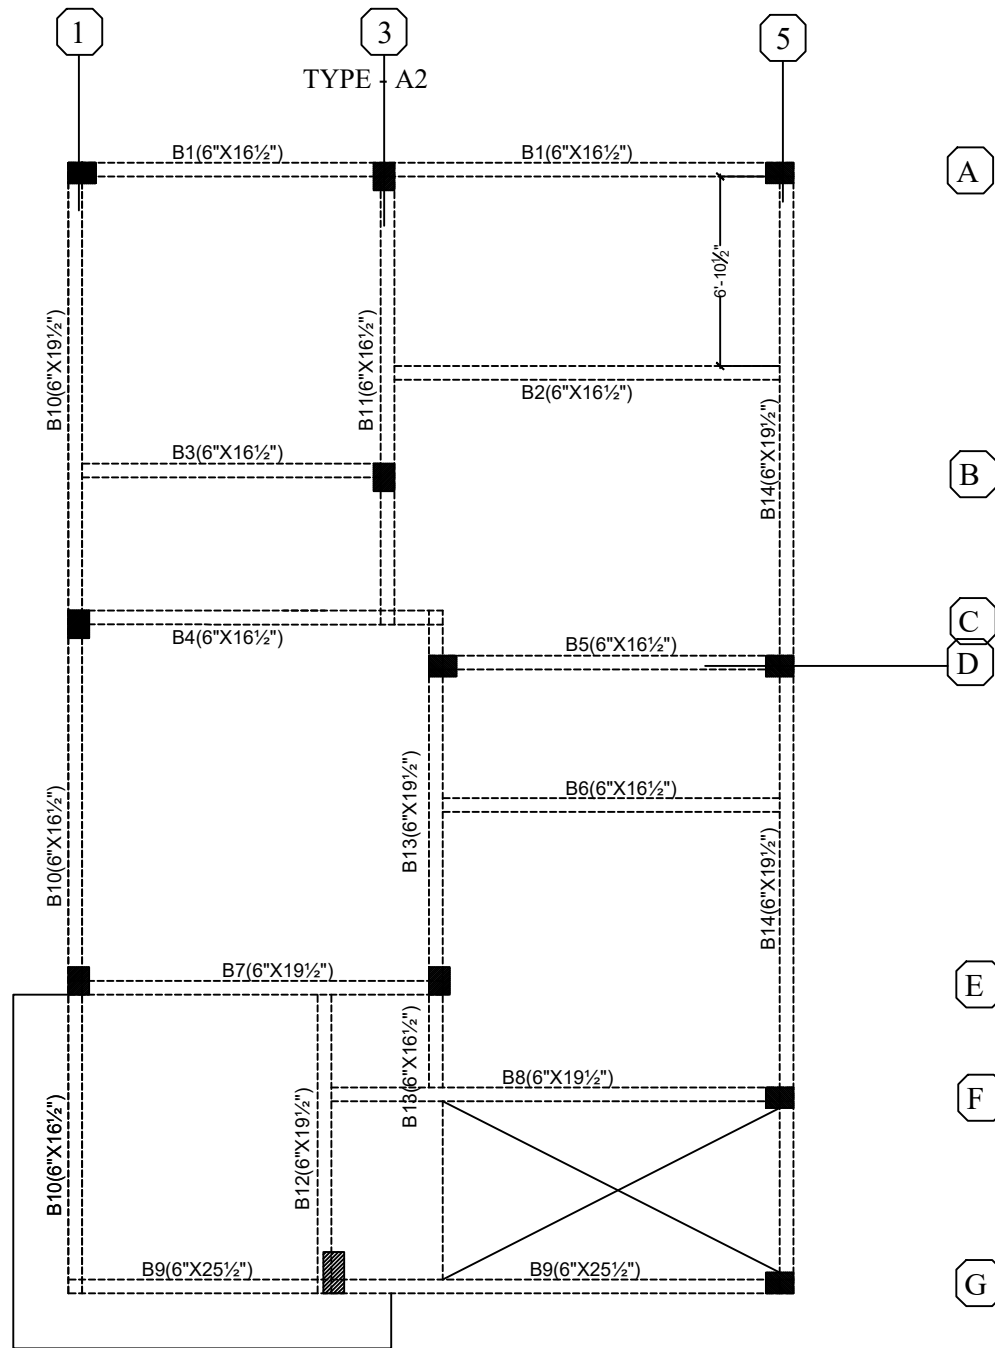 1
3
5
TYPE - A2
B1(6"X16½")
B1(6"X16½")
A
6'-10½"
B10(6"X19½")
B11(6"X16½")
B2(6"X16½")
B14(6"X19½")
B3(6"X16½")
B
C
B4(6"X16½")
B5(6"X16½")
D
B13(6"X19½")
B6(6"X16½")
B10(6"X16½")
B14(6"X19½")
B7(6"X19½")
E
B13(6"X16½")
B8(6"X19½")
F
B10(6"X16½")
B12(6"X19½")
B9(6"X25½")
B9(6"X25½")
G